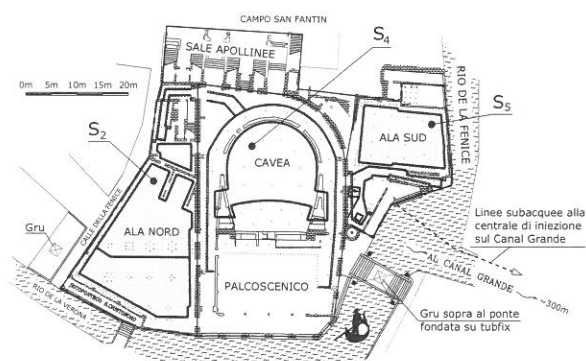 CAMPO SAN FANTIN
SALE APOLLINEE
S4
0m 5m 10m 15m 20m
RIO DE LA FENICE
S5
ALA SUD
S2
CAVEA
CALLE DELLA FENICE
Gru
ALA NORD
Linee subacquee alla
centrale di iniezione
sul Canal Grande
AL CANAL GRANDE
~300m
PALCOSCENICO
RIO DE LA VERONA
Gru sopra al ponte
fondata su tubfix